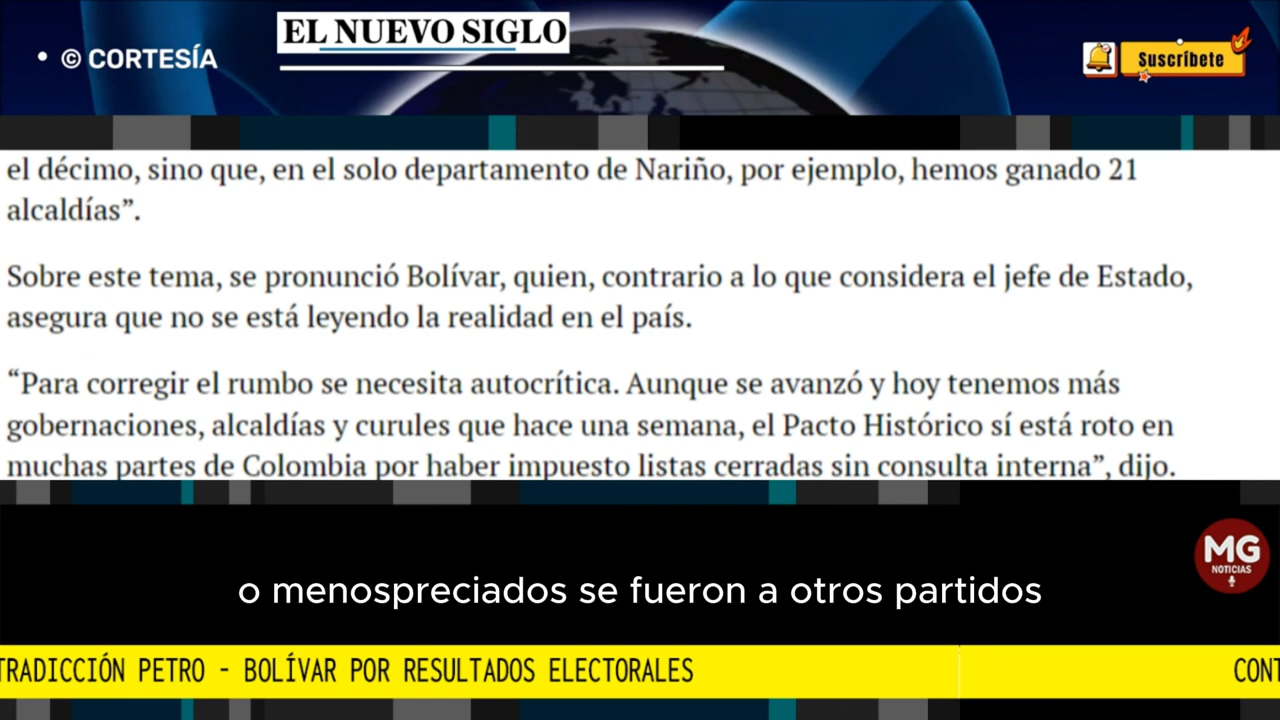 • © CORTESÍA
EL NUEVO SIGLO
Suscríbete
el décimo, sino que, en el solo departamento de Nariño, por ejemplo, hemos ganado 21
alcaldías”.
Sobre este tema, se pronunció Bolívar, quien, contrario a lo que considera el jefe de Estado,
asegura que no se está leyendo la realidad en el país.
“Para corregir el rumbo se necesita autocrítica. Aunque se avanzó y hoy tenemos más
gobernaciones, alcaldías y curules que hace una semana, el Pacto Histórico sí está roto en
muchas partes de Colombia por haber impuesto listas cerradas sin consulta interna”, dijo.
MG
NOTICIAS
o menospreciados se fueron a otros partidos
TRADICCIÓN PETRO - BOLÍVAR POR RESULTADOS ELECTORALES
CONT